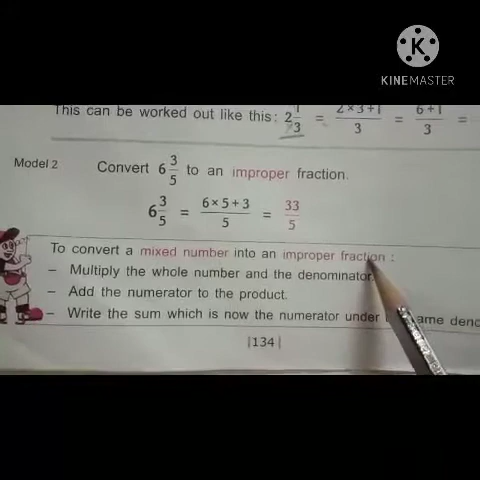 KINEMASTER
This can be worked out like this: 2 1/3 = 2×3+1/3 = 6+1/3 =
Model 2 Convert 6 3/5 to an improper fraction.
6 3/5 = 6×5+3/5 = 33/5
To convert a mixed number into an improper fraction :
– Multiply the whole number and the denominator.
– Add the numerator to the product.
– Write the sum which is now the numerator under
|134|